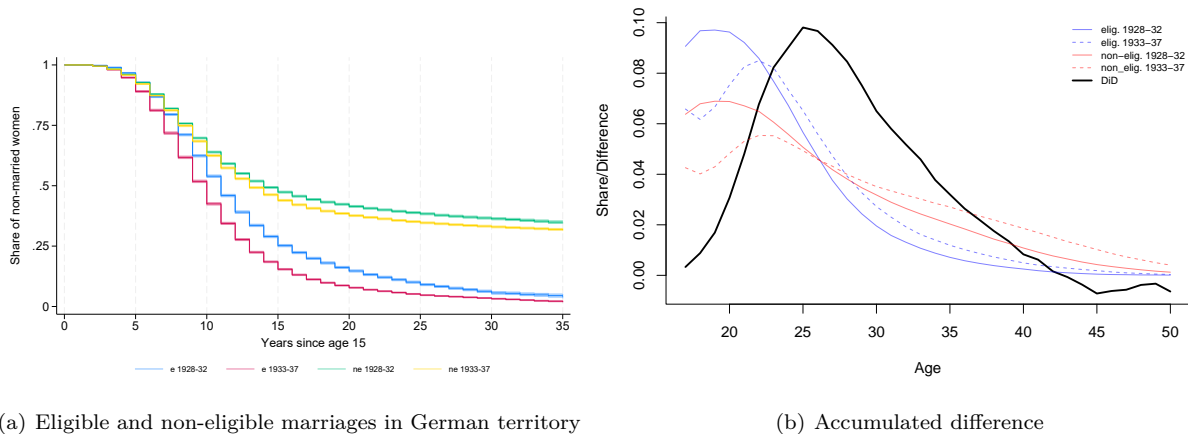 Share of non-married women
1
.75
.5
.25
0
0 5 10 15 20 25 30 35
Years since age 15
e 1928-32 e 1933-37 ne 1928-32 ne 1933-37
(a) Eligible and non-eligible marriages in German territory
Share/Difference
0.10
0.08
0.06
0.04
0.02
0.00
elig. 1928-32
elig. 1933-37
non-elig. 1928-32
non_elig. 1933-37
DiD
20 25 30 35 40 45 50
Age
(b) Accumulated difference